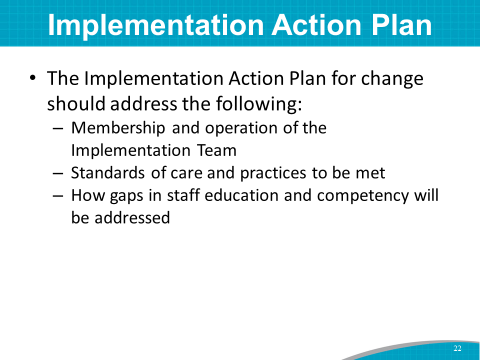 Implementation Action Plan
• The Implementation Action Plan for change
should address the following:
– Membership and operation of the
Implementation Team
– Standards of care and practices to be met
– How gaps in staff education and competency will
be addressed
22